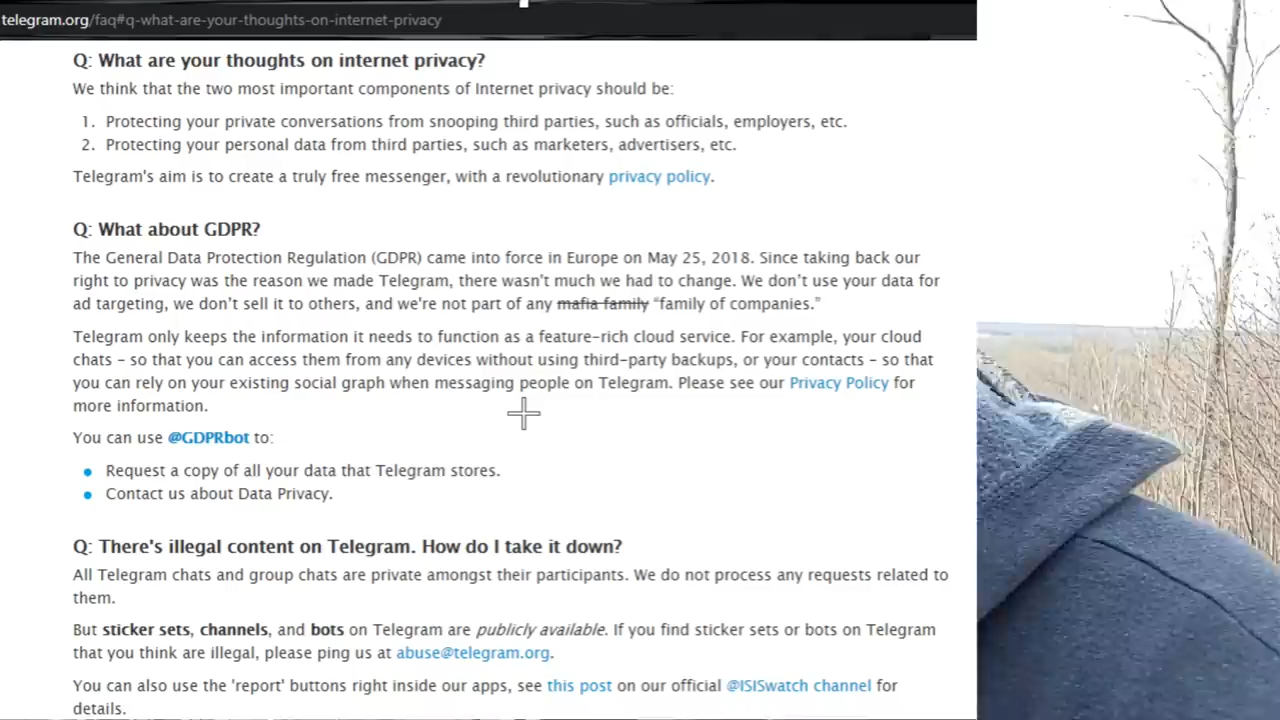 telegram.org/faq#q-what-are-your-thoughts-on-internet-privacy
Q: What are your thoughts on internet privacy?
We think that the two most important components of Internet privacy should be:
1. Protecting your private conversations from snooping third parties, such as officials, employers, etc.
2. Protecting your personal data from third parties, such as marketers, advertisers, etc.
Telegram's aim is to create a truly free messenger, with a revolutionary privacy policy.
Q: What about GDPR?
The General Data Protection Regulation (GDPR) came into force in Europe on May 25, 2018. Since taking back our
right to privacy was the reason we made Telegram, there wasn't much we had to change. We don't use your data for
ad targeting, we don't sell it to others, and we're not part of any mafia family “family of companies.”
Telegram only keeps the information it needs to function as a feature-rich cloud service. For example, your cloud
chats – so that you can access them from any devices without using third-party backups, or your contacts – so that
you can rely on your existing social graph when messaging people on Telegram. Please see our Privacy Policy for
more information.
You can use @GDPRbot to:
• Request a copy of all your data that Telegram stores.
• Contact us about Data Privacy.
Q: There's illegal content on Telegram. How do I take it down?
All Telegram chats and group chats are private amongst their participants. We do not process any requests related to
them.
But sticker sets, channels, and bots on Telegram are publicly available. If you find sticker sets or bots on Telegram
that you think are illegal, please ping us at abuse@telegram.org.
You can also use the 'report' buttons right inside our apps, see this post on our official @ISISwatch channel for
details.